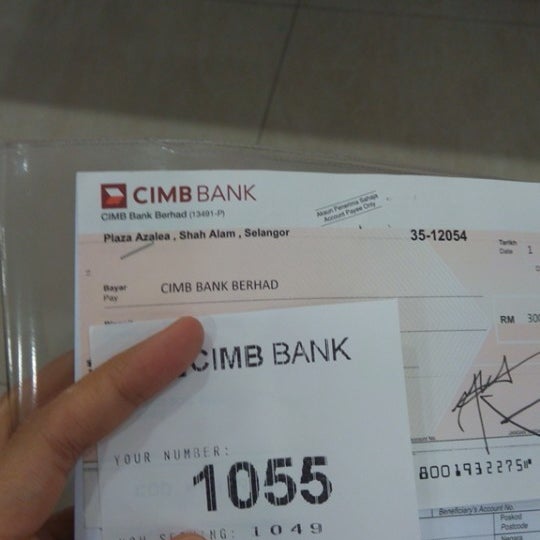 CIMB BANK
CIMB Bank Berhad (13491-P)
Akaun Penerima Sahaja
Account Payee Only
Plaza Azalea , Shah Alam , Selangor
35-12054
Tarikh
Date 1
Bayar
Pay
CIMB BANK BERHAD
RM 300
CIMB BANK
YOUR NUMBER:
1055
1049
8001932275
Beneficiary's Account No.
Poskod
Postcode
Negara